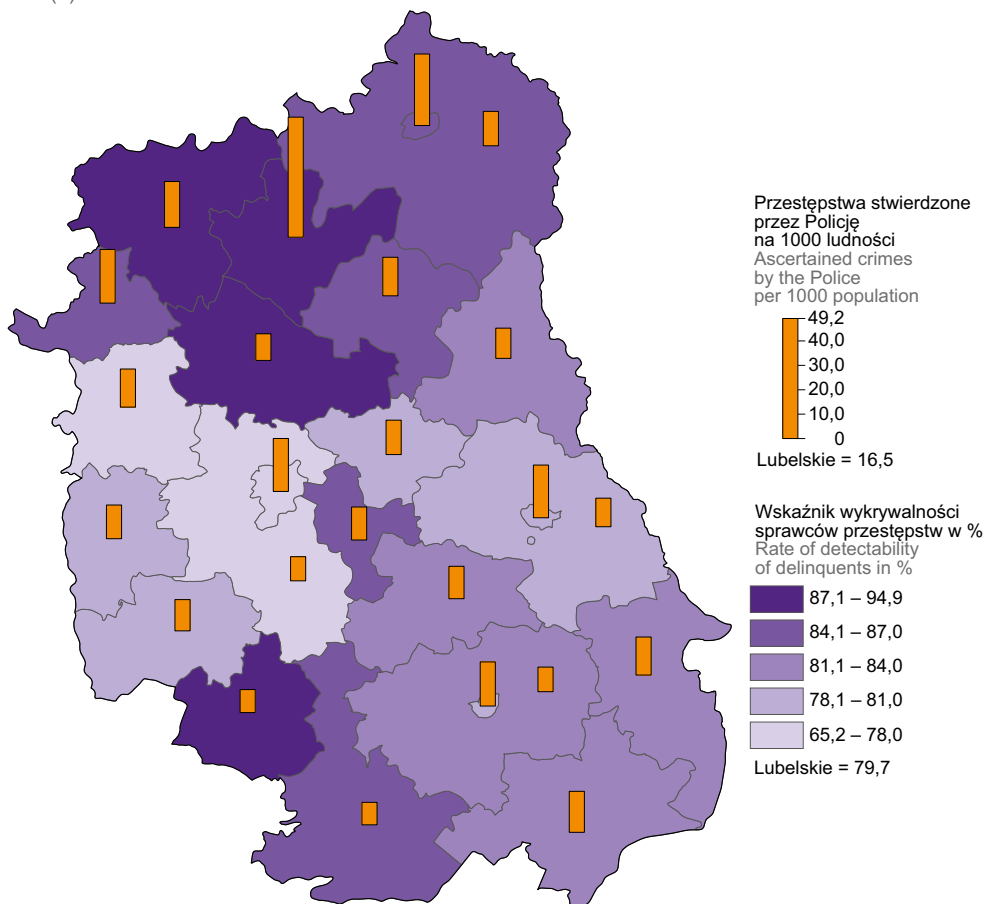 Przestępstwa stwierdzone
przez Policję
na 1000 ludności
Ascertained crimes
by the Police
per 1000 population
49,2
40,0
30,0
20,0
10,0
0
Lubelskie = 16,5
Wskaźnik wykrywalności
sprawców przestępstw w %
Rate of detectability
of delinquents in %
87,1 – 94,9
84,1 – 87,0
81,1 – 84,0
78,1 – 81,0
65,2 – 78,0
Lubelskie = 79,7